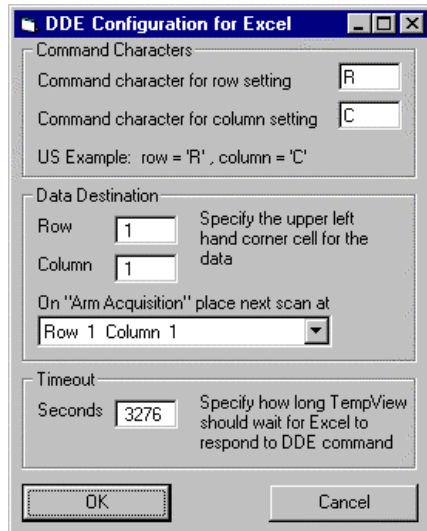 DDE Configuration for Excel
Command Characters
Command character for row setting R
Command character for column setting C
US Example: row = 'R' , column = 'C'
Data Destination
Row 1
Column 1
Specify the upper left
hand corner cell for the
data
On "Arm Acquisition" place next scan at
Row 1 Column 1
Timeout
Seconds 3276
Specify how long TempView
should wait for Excel to
respond to DDE command
OK Cancel